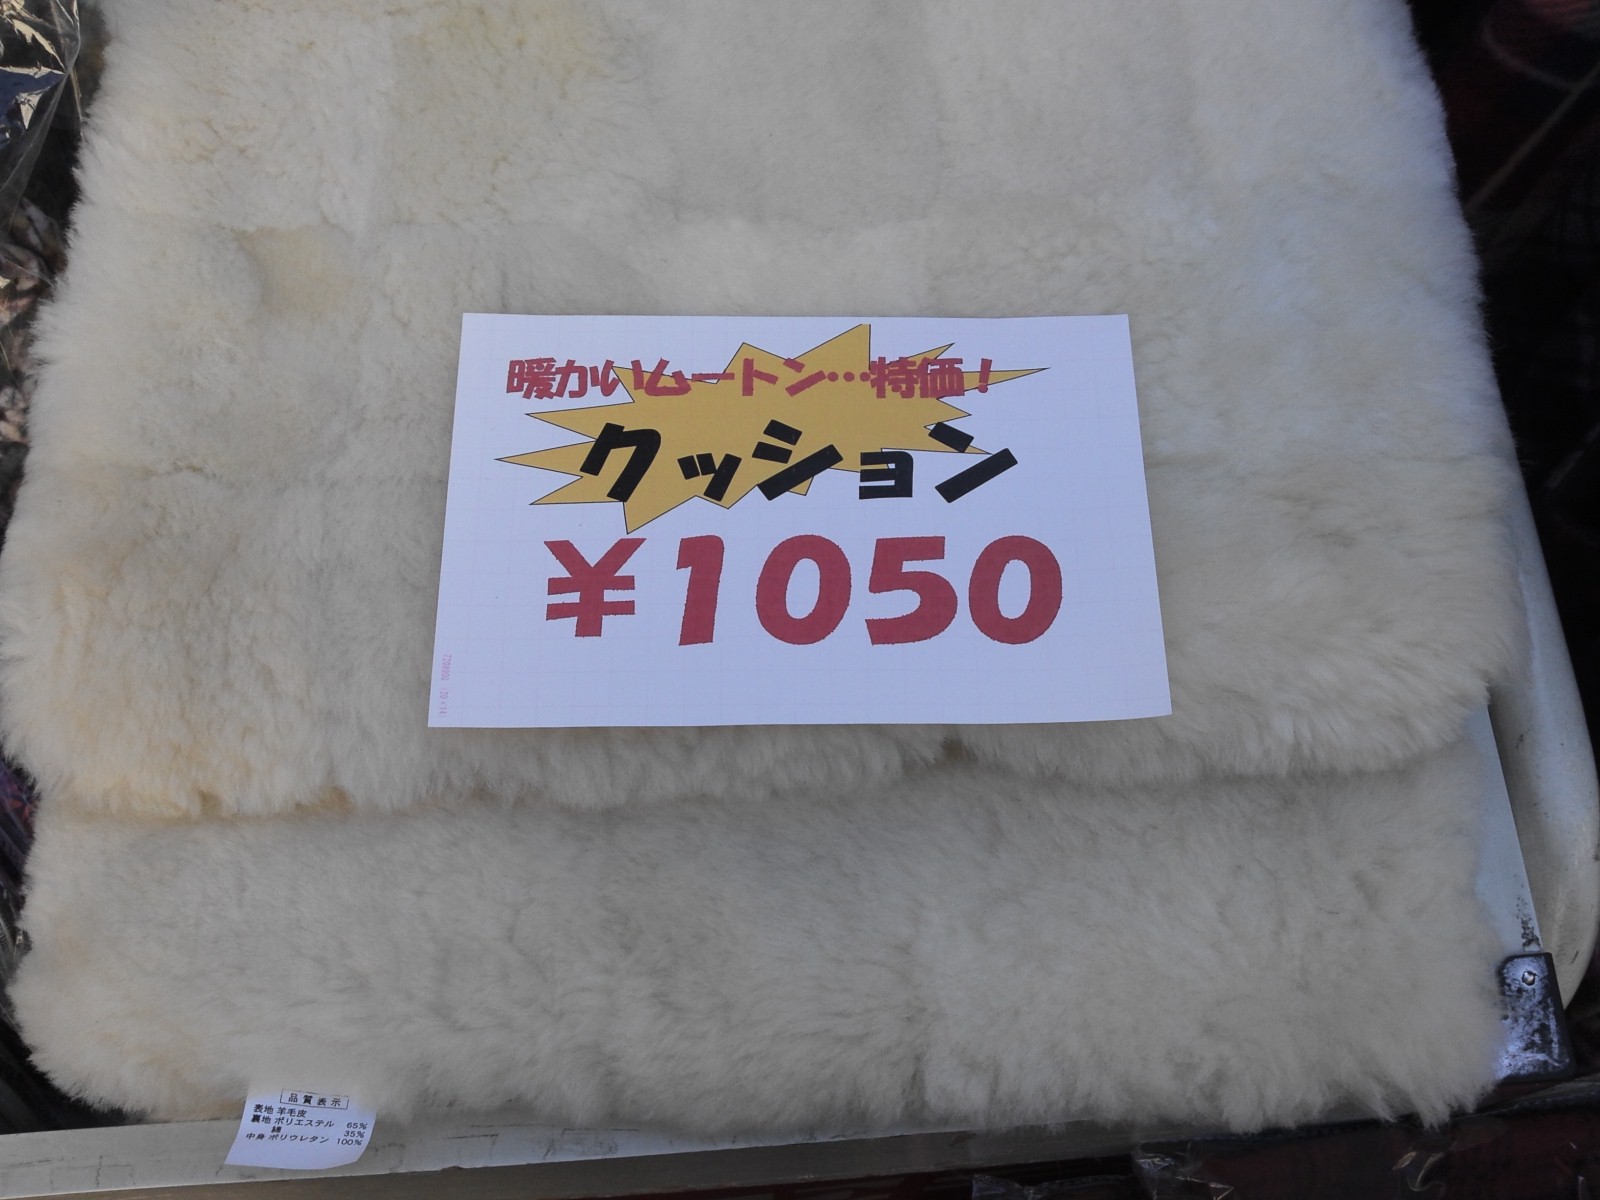 暖かいムートン…特価！
クッション
¥1050
品質表示
表地 羊毛皮
裏地 ポリエステル 65%
綿 35%
中身 ポリウレタン 100%